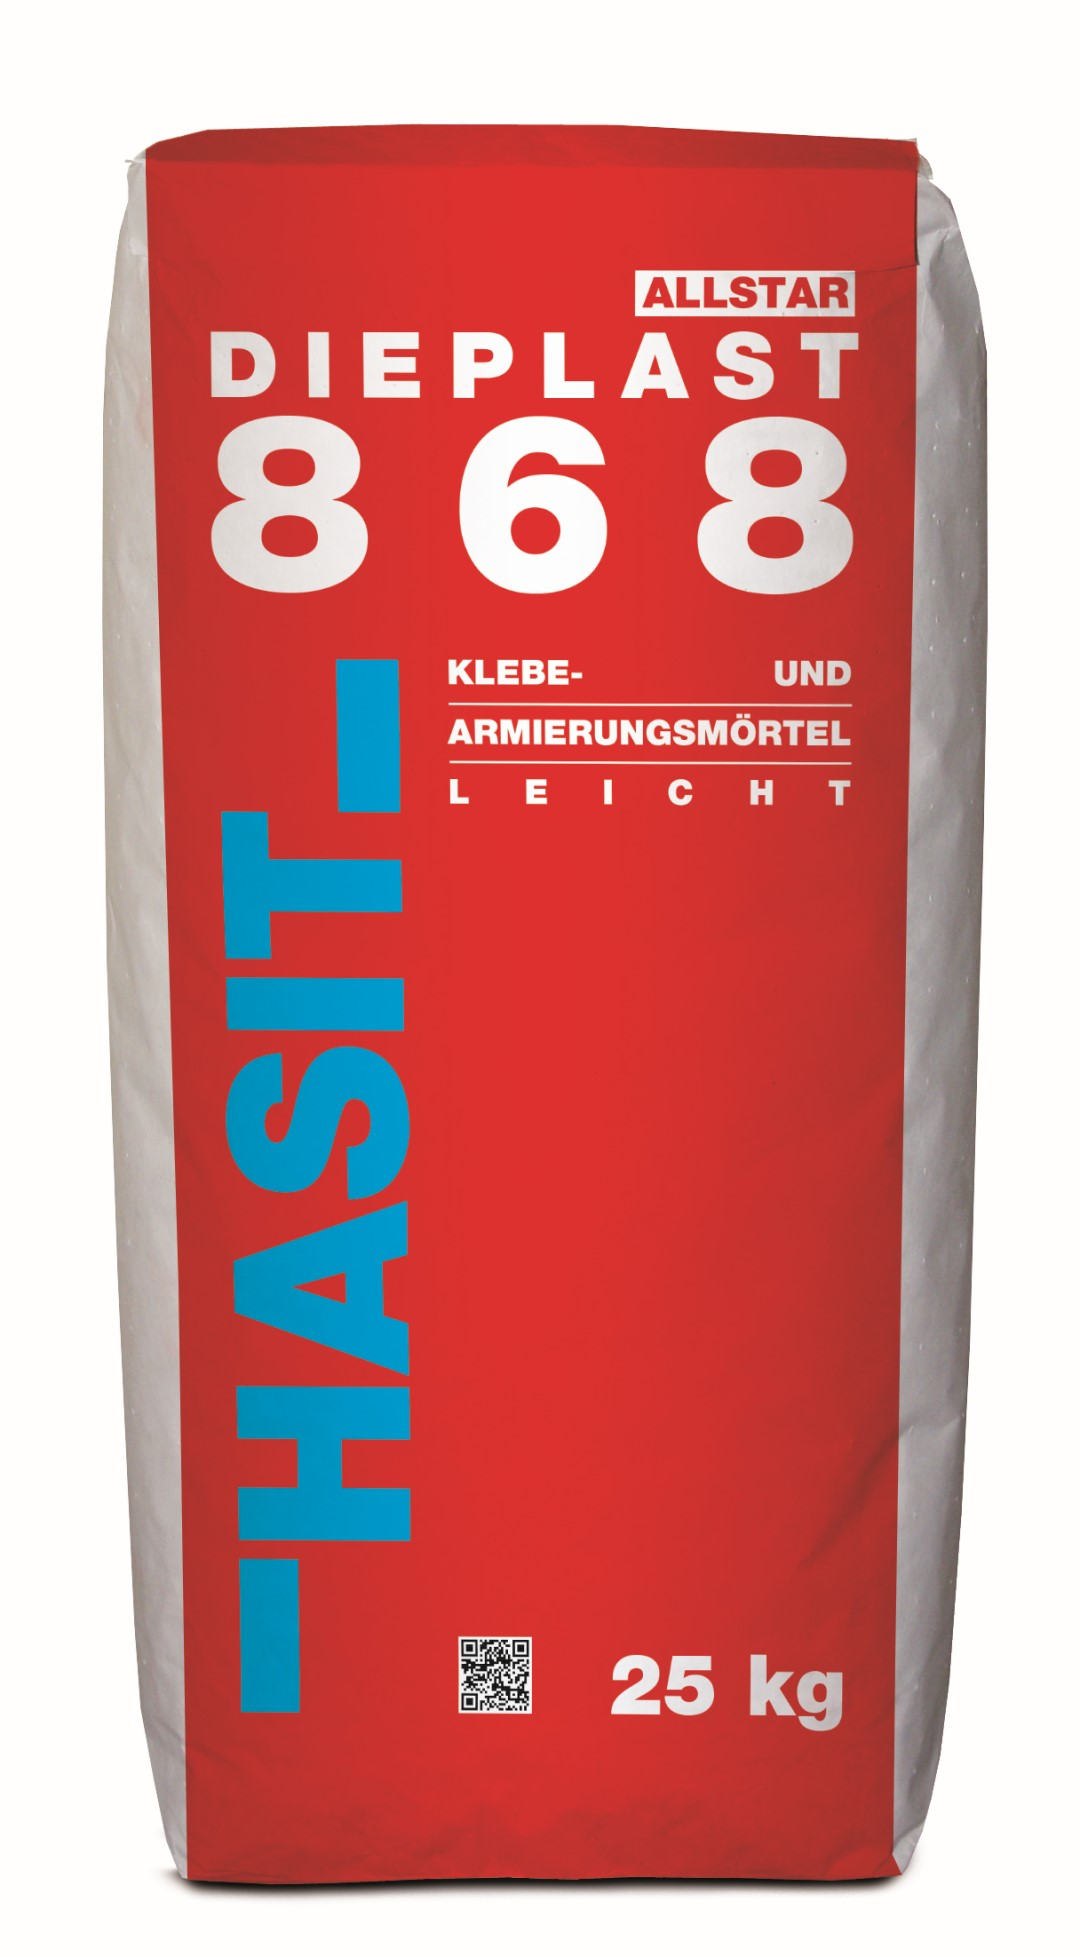 ALLSTAR
DIEPLAST
868
KLEBE- UND
ARMIERUNGSMÖRTEL
LEICHT
HASIT
25 kg